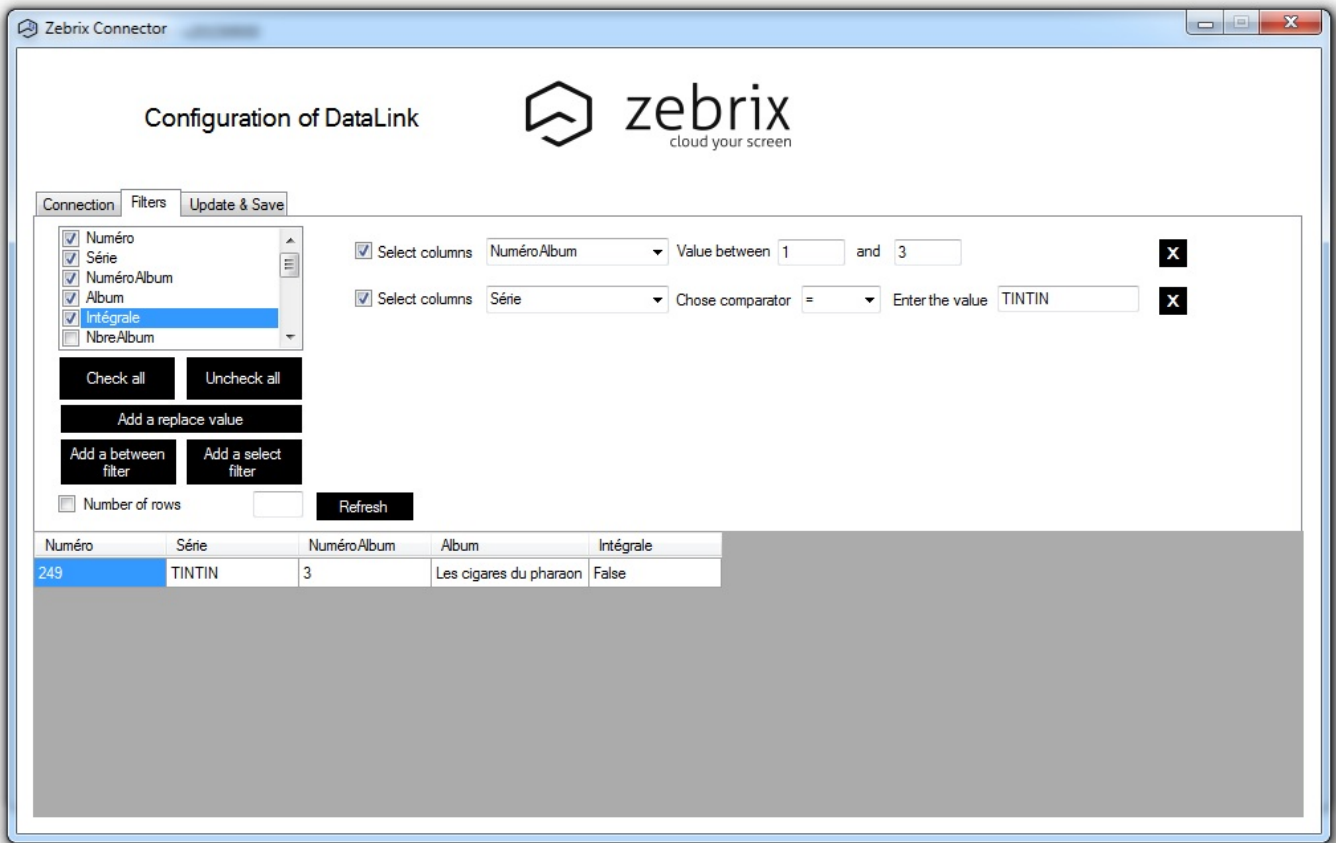 Zebrix Connector
Configuration of DataLink
zebrix
cloud your screen
Connection Filters Update & Save
Numéro
Série
NuméroAlbum
Album
Intégrale
NbreAlbum
Select columns NuméroAlbum Value between 1 and 3 X
Select columns Série Chose comparator = Enter the value TINTIN X
Check all Uncheck all
Add a replace value
Add a between filter
Add a select filter
Number of rows Refresh
Numéro Série NuméroAlbum Album Intégrale
249 TINTIN 3 Les cigares du pharaon False